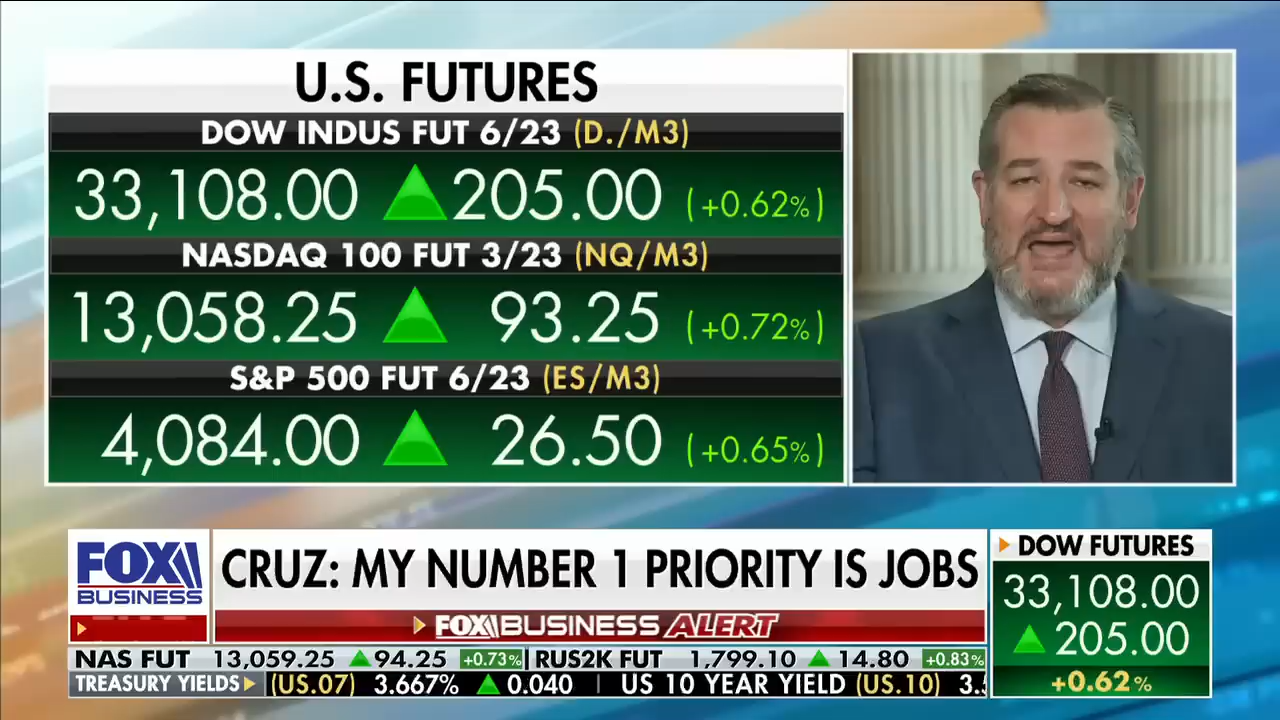 U.S. FUTURES
DOW INDUS FUT 6/23 (D./M3)
33,108.00 ▲ 205.00 (+0.62%)
NASDAQ 100 FUT 3/23 (NQ/M3)
13,058.25 ▲ 93.25 (+0.72%)
S&P 500 FUT 6/23 (ES/M3)
4,084.00 ▲ 26.50 (+0.65%)
FOX BUSINESS
CRUZ: MY NUMBER 1 PRIORITY IS JOBS
FOX BUSINESS ALERT
DOW FUTURES
33,108.00
▲ 205.00
+0.62%
NAS FUT 13,059.25 ▲ 94.25 +0.73% RUS2K FUT 1,799.10 ▲ 14.80 +0.83%
TREASURY YIELDS (US.07) 3.667% ▲ 0.040 | US 10 YEAR YIELD (US.10)